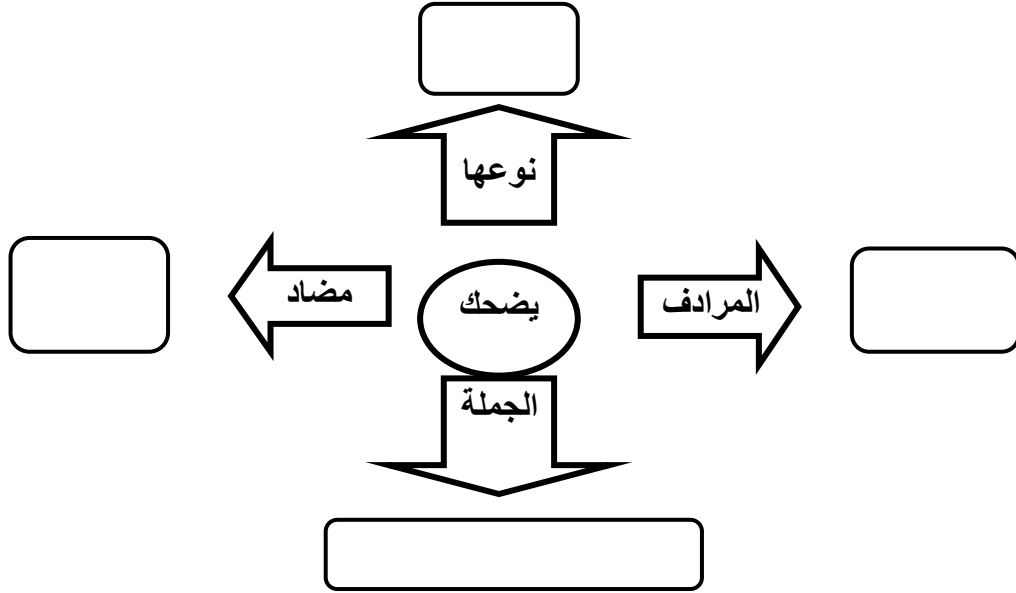 نوعها
المرادف
يضحك
مضاد
الجملة